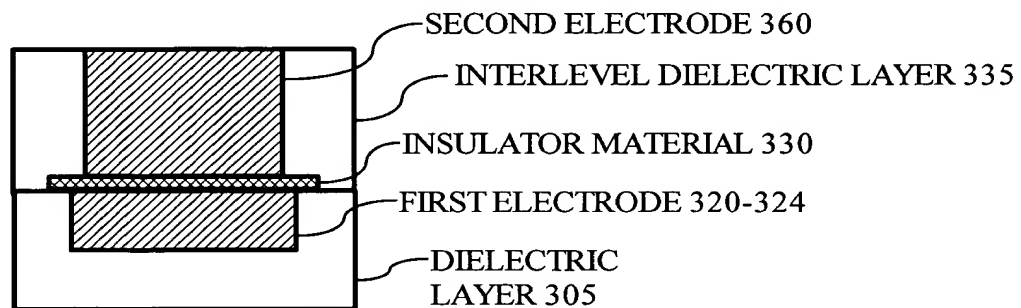 SECOND ELECTRODE 360
INTERLEVEL DIELECTRIC LAYER 335
INSULATOR MATERIAL 330
FIRST ELECTRODE 320-324
DIELECTRIC
LAYER 305